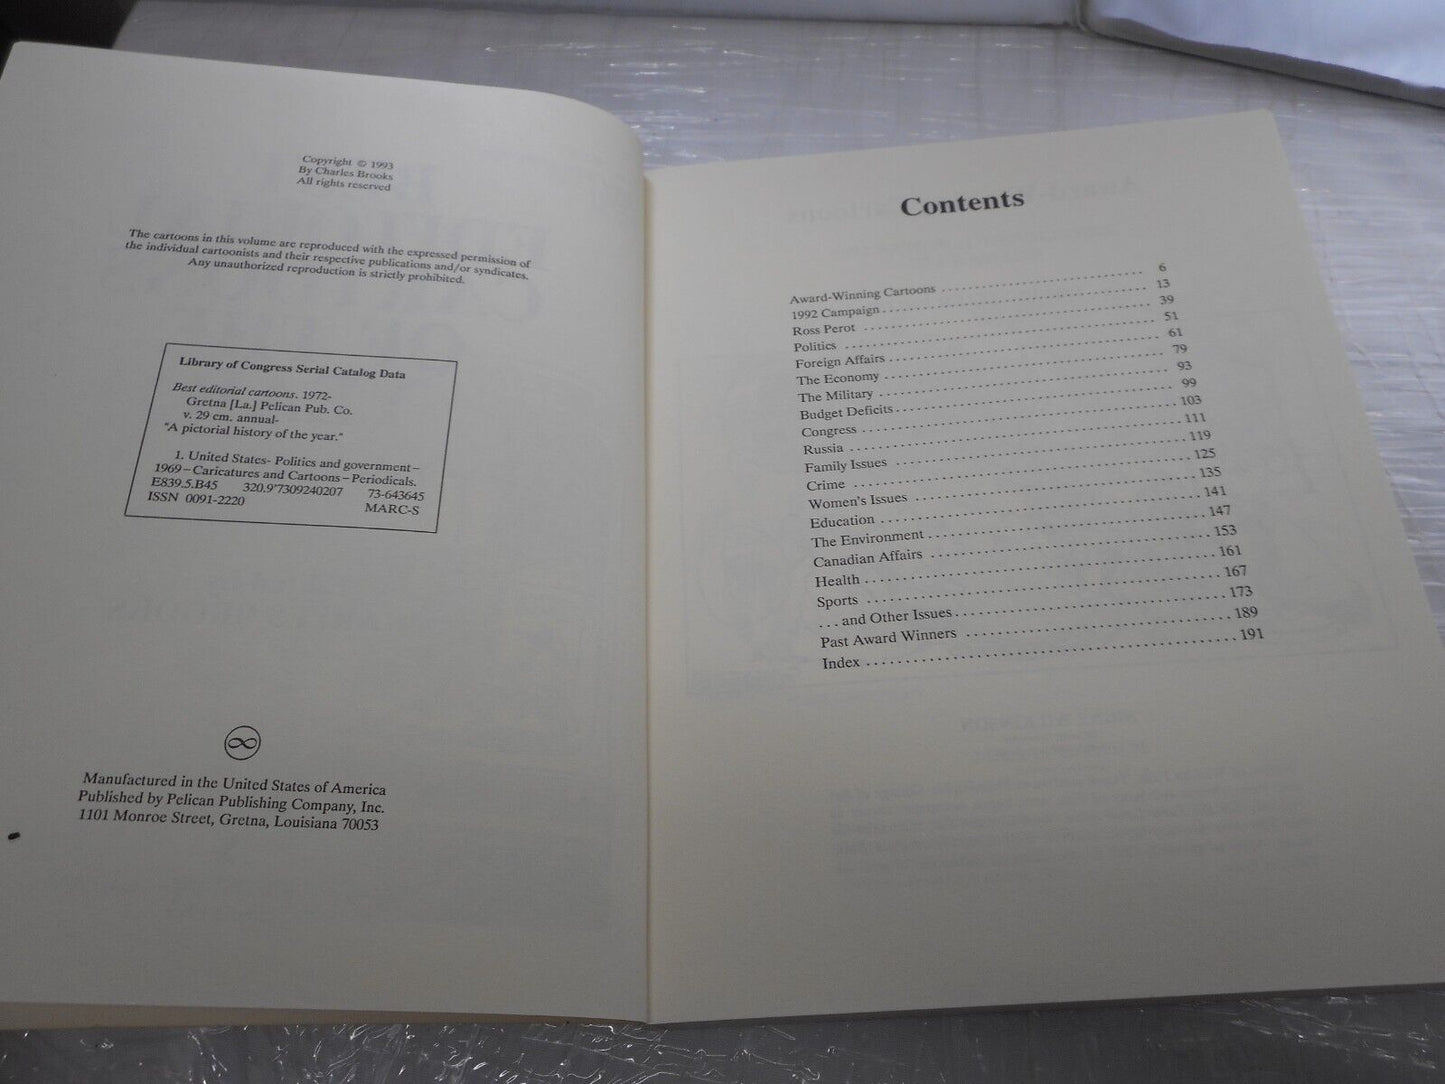 Copyright © 1993
By Charles Brooks
All rights reserved
The cartoons in this volume are reproduced with the expressed permission of
the individual cartoonists and their respective publications and/or syndicates.
Any unauthorized reproduction is strictly prohibited.
Library of Congress Serial Catalog Data
Best editorial cartoons. 1972-
Gretna [La.] Pelican Pub. Co.
v. 29 cm. annual-
"A pictorial history of the year."
1. United States- Politics and government–
1969–Caricatures and Cartoons–Periodicals.
E839.5.B45 320.9'7309240207 73-643645
ISSN 0091-2220 MARC-S
Manufactured in the United States of America
Published by Pelican Publishing Company, Inc.
1101 Monroe Street, Gretna, Louisiana 70053
Contents
Award-Winning Cartoons . . . . . . . . . . . . . . . . . . . . . . . . . . . . 6
1992 Campaign . . . . . . . . . . . . . . . . . . . . . . . . . . . . . . . . . . . . 13
Ross Perot . . . . . . . . . . . . . . . . . . . . . . . . . . . . . . . . . . . . . . . 39
Politics . . . . . . . . . . . . . . . . . . . . . . . . . . . . . . . . . . . . . . . . . . 51
Foreign Affairs . . . . . . . . . . . . . . . . . . . . . . . . . . . . . . . . . . . . 61
The Economy . . . . . . . . . . . . . . . . . . . . . . . . . . . . . . . . . . . . . 79
The Military . . . . . . . . . . . . . . . . . . . . . . . . . . . . . . . . . . . . . . 93
Budget Deficits . . . . . . . . . . . . . . . . . . . . . . . . . . . . . . . . . . . . 99
Congress . . . . . . . . . . . . . . . . . . . . . . . . . . . . . . . . . . . . . . . . 103
Russia . . . . . . . . . . . . . . . . . . . . . . . . . . . . . . . . . . . . . . . . . . 111
Family Issues . . . . . . . . . . . . . . . . . . . . . . . . . . . . . . . . . . . . . 119
Crime . . . . . . . . . . . . . . . . . . . . . . . . . . . . . . . . . . . . . . . . . . 125
Women's Issues . . . . . . . . . . . . . . . . . . . . . . . . . . . . . . . . . . . 135
Education . . . . . . . . . . . . . . . . . . . . . . . . . . . . . . . . . . . . . . . 141
The Environment . . . . . . . . . . . . . . . . . . . . . . . . . . . . . . . . . . 147
Canadian Affairs . . . . . . . . . . . . . . . . . . . . . . . . . . . . . . . . . . 153
Health . . . . . . . . . . . . . . . . . . . . . . . . . . . . . . . . . . . . . . . . . . 161
Sports . . . . . . . . . . . . . . . . . . . . . . . . . . . . . . . . . . . . . . . . . . 167
. . . and Other Issues . . . . . . . . . . . . . . . . . . . . . . . . . . . . . . . 173
Past Award Winners . . . . . . . . . . . . . . . . . . . . . . . . . . . . . . . 189
Index . . . . . . . . . . . . . . . . . . . . . . . . . . . . . . . . . . . . . . . . . . 191